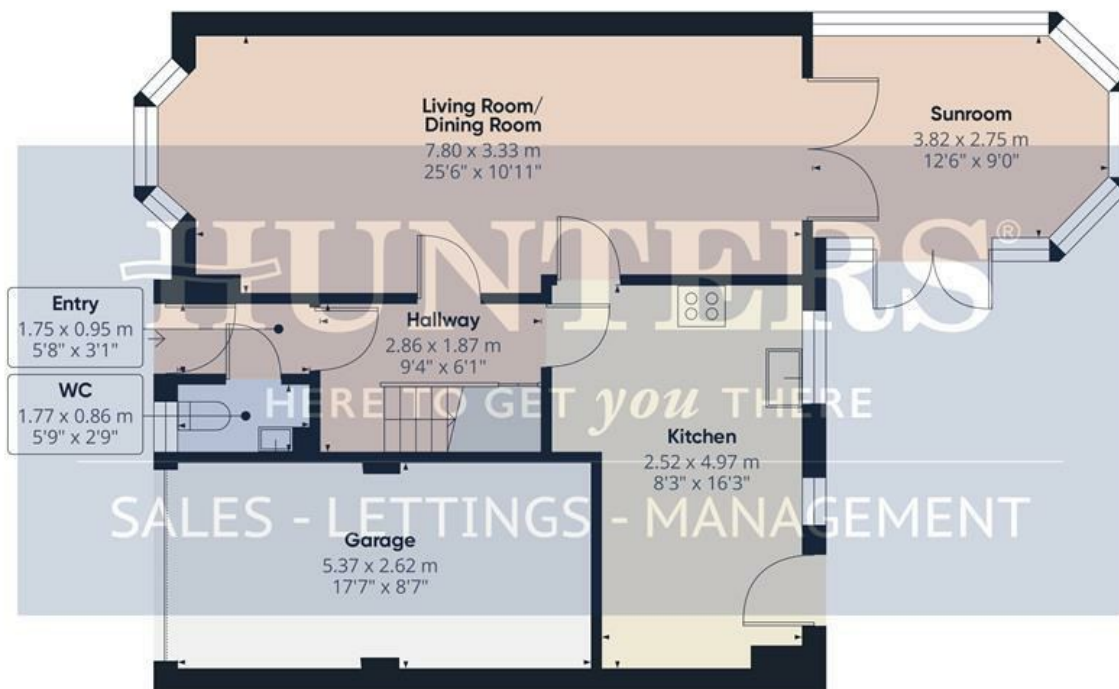 Living Room/
Dining Room
7.80 x 3.33 m
25'6" x 10'11"
Sunroom
3.82 x 2.75 m
12'6" x 9'0"
HUNTERS®
Entry
1.75 x 0.95 m
5'8" x 3'1"
Hallway
2.86 x 1.87 m
9'4" x 6'1"
WC
1.77 x 0.86 m
5'9" x 2'9"
HERE TO GET you THERE
Kitchen
2.52 x 4.97 m
8'3" x 16'3"
SALES - LETTINGS - MANAGEMENT
Garage
5.37 x 2.62 m
17'7" x 8'7"